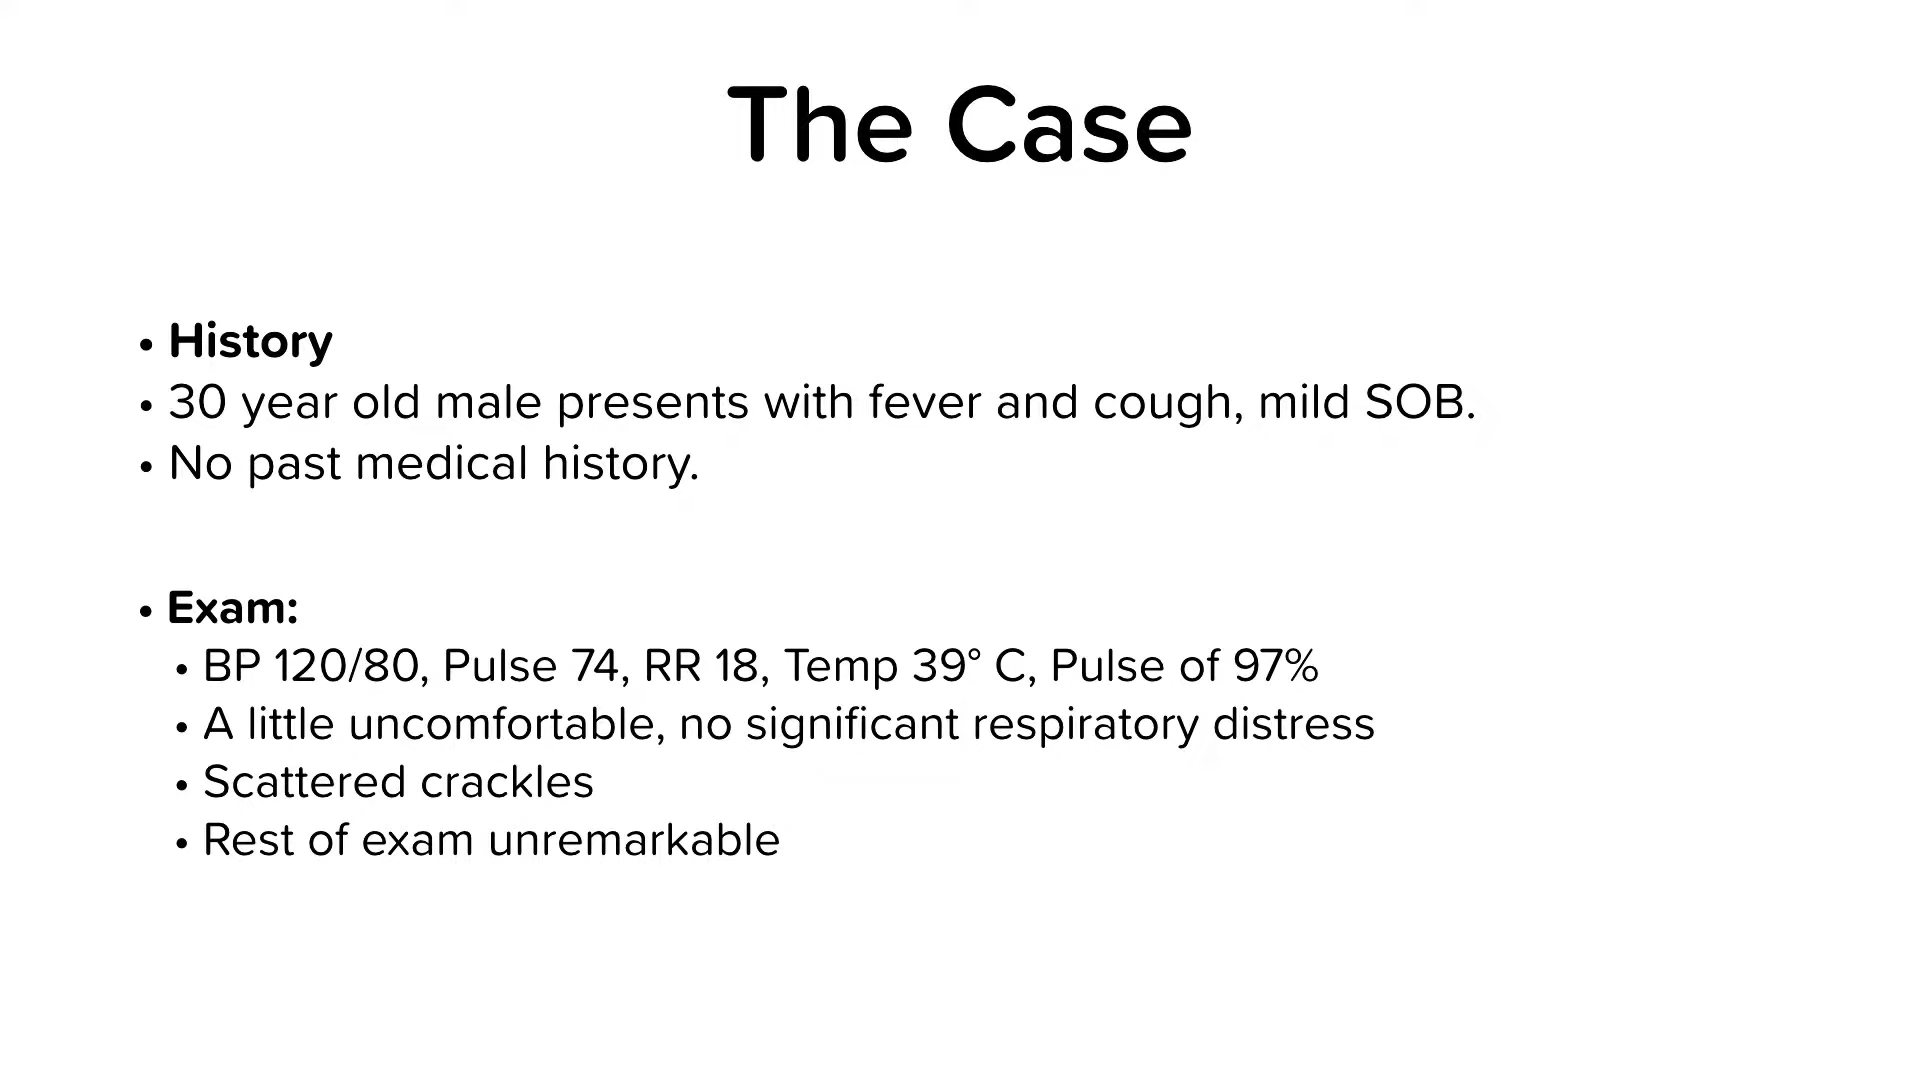 The Case
• History
• 30 year old male presents with fever and cough, mild SOB.
• No past medical history.
• Exam:
• BP 120/80, Pulse 74, RR 18, Temp 39° C, Pulse of 97%
• A little uncomfortable, no significant respiratory distress
• Scattered crackles
• Rest of exam unremarkable